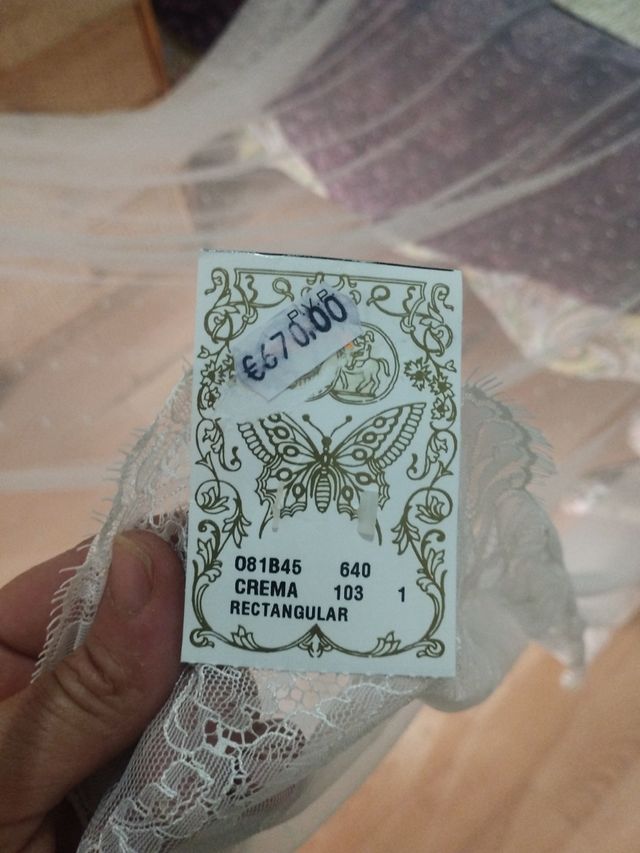 P.V.P.
€670.00
081B45 640
CREMA 103 1
RECTANGULAR